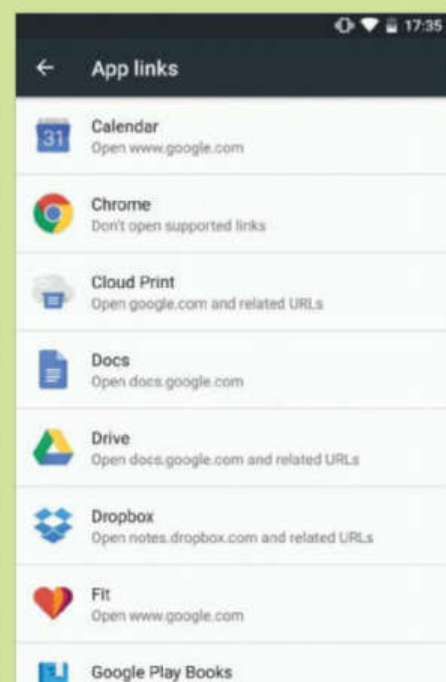 17:35
App links
31
Calendar
Open www.google.com
Chrome
Don't open supported links
Cloud Print
Open google.com and related URLs
Docs
Open docs.google.com
Drive
Open docs.google.com and related URLs
Dropbox
Open notes.dropbox.com and related URLs
Fit
Open www.google.com
Google Play Books